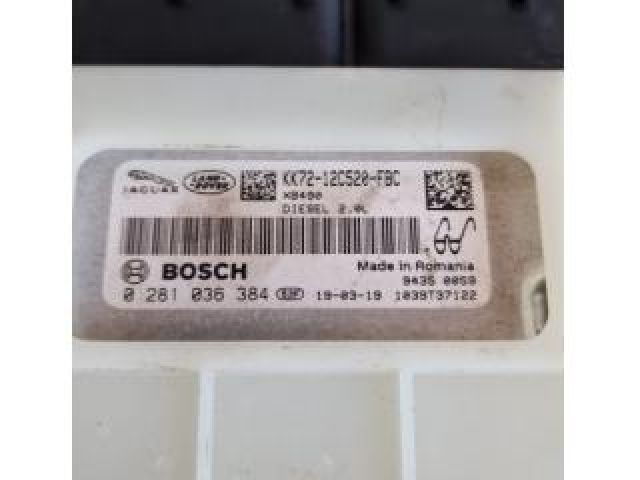 JAGUAR LAND ROVER KK72-12C520-FBC
X8490
DIESEL 2.0L
BOSCH Made in Romania
9435 0059
0 281 036 384 19-03-19 1039T37122